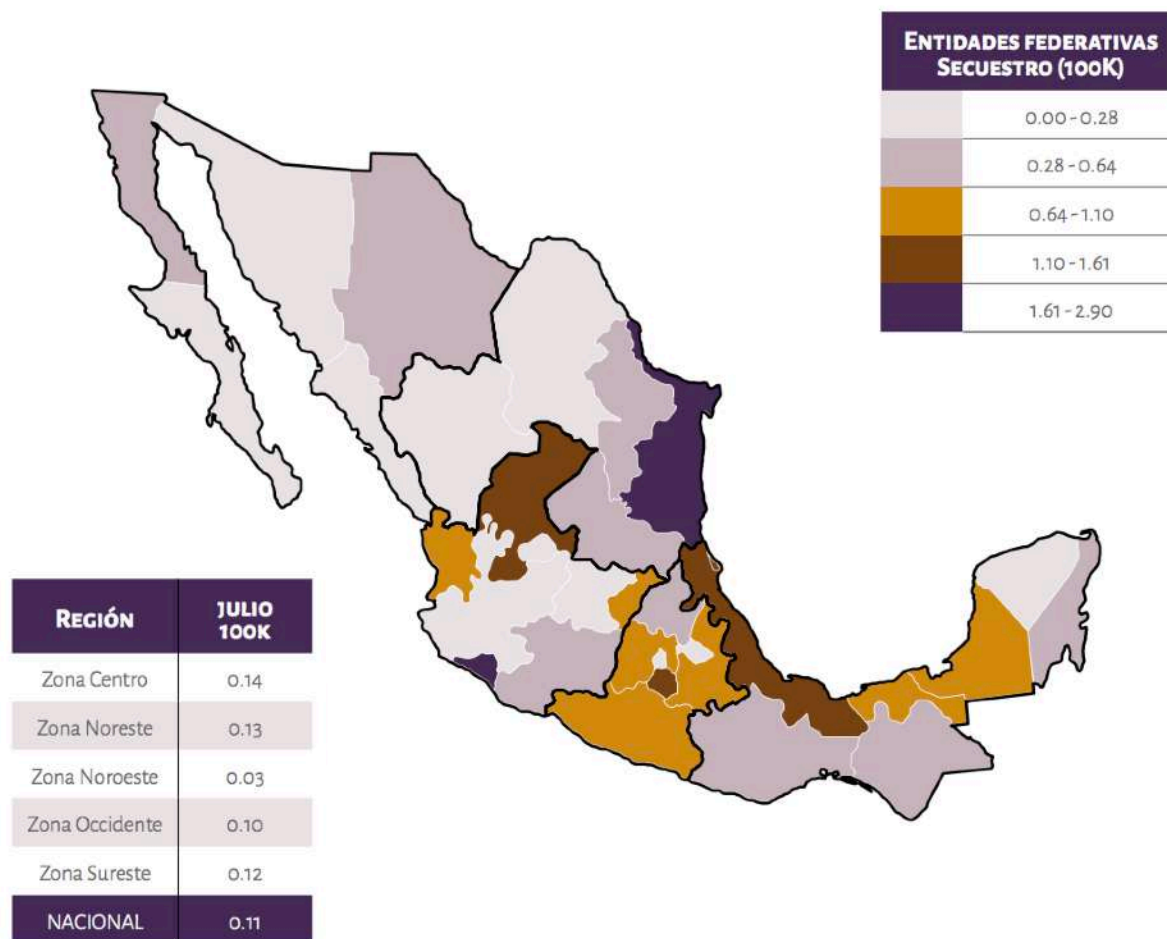 ENTIDADES FEDERATIVAS
SECUESTRO (100K)
0.00 - 0.28
0.28 - 0.64
0.64 - 1.10
1.10 - 1.61
1.61 - 2.90
REGIÓN JULIO 100K
Zona Centro 0.14
Zona Noreste 0.13
Zona Noroeste 0.03
Zona Occidente 0.10
Zona Sureste 0.12
NACIONAL 0.11